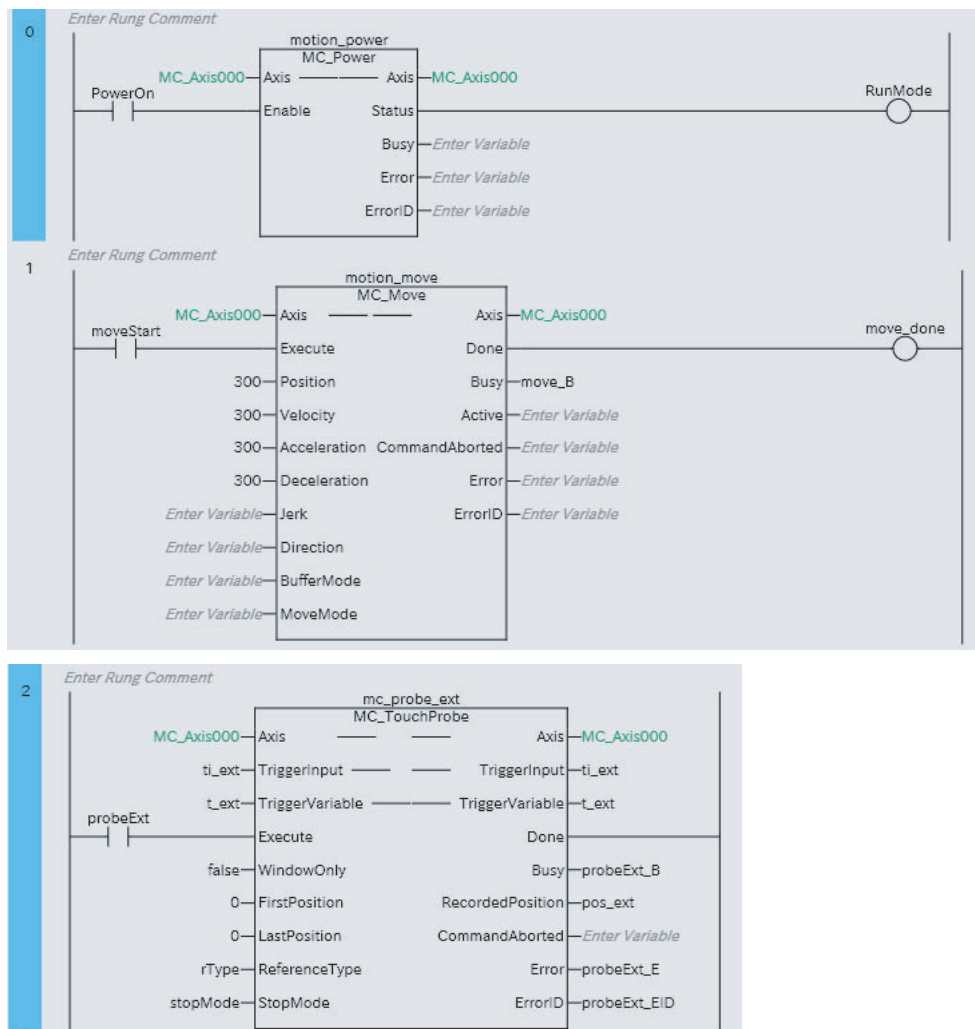 Enter Rung Comment
0
motion_power
MC_Power
MC_Axis000 Axis Axis MC_Axis000
PowerOn RunMode
Enable Status
Busy Enter Variable
Error Enter Variable
ErrorID Enter Variable
Enter Rung Comment
1
motion_move
MC_Move
MC_Axis000 Axis Axis MC_Axis000
moveStart move_done
Execute Done
300 Position Busy move_B
300 Velocity Active Enter Variable
300 Acceleration CommandAborted Enter Variable
300 Deceleration Error Enter Variable
Enter Variable Jerk ErrorID Enter Variable
Enter Variable Direction
Enter Variable BufferMode
Enter Variable MoveMode
Enter Rung Comment
2
mc_probe_ext
MC_TouchProbe
MC_Axis000 Axis Axis MC_Axis000
ti_ext TriggerInput TriggerInput ti_ext
t_ext TriggerVariable TriggerVariable t_ext
probeExt
Execute Done
false WindowOnly Busy probeExt_B
0 FirstPosition RecordedPosition pos_ext
0 LastPosition CommandAborted Enter Variable
rType ReferenceType Error probeExt_E
stopMode StopMode ErrorID probeExt_EID